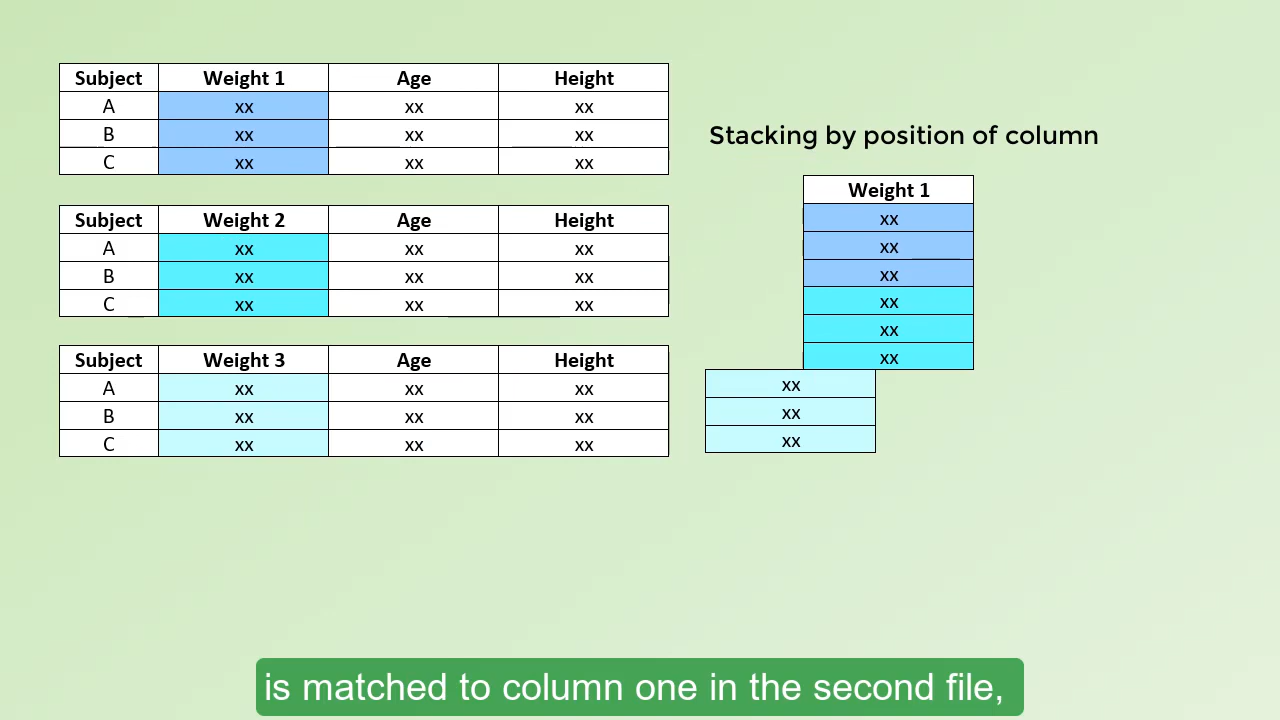 Subject Weight 1 Age Height
A xx xx xx
B xx xx xx
C xx xx xx
Subject Weight 2 Age Height
A xx xx xx
B xx xx xx
C xx xx xx
Subject Weight 3 Age Height
A xx xx xx
B xx xx xx
C xx xx xx
Stacking by position of column
Weight 1
xx
xx
xx
xx
xx
xx
xx
xx
xx
is matched to column one in the second file,